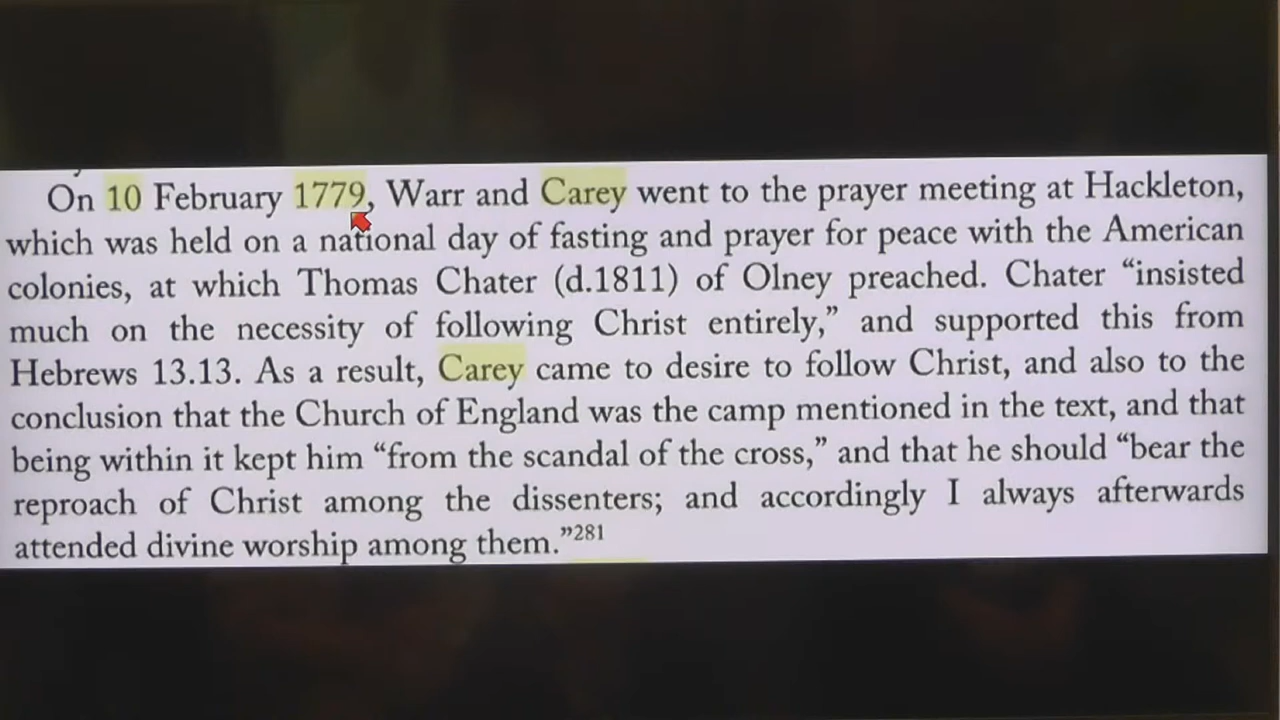 On 10 February 1779, Warr and Carey went to the prayer meeting at Hackleton,
which was held on a national day of fasting and prayer for peace with the American
colonies, at which Thomas Chater (d.1811) of Olney preached. Chater “insisted
much on the necessity of following Christ entirely,” and supported this from
Hebrews 13.13. As a result, Carey came to desire to follow Christ, and also to the
conclusion that the Church of England was the camp mentioned in the text, and that
being within it kept him “from the scandal of the cross,” and that he should “bear the
reproach of Christ among the dissenters; and accordingly I always afterwards
attended divine worship among them.”281